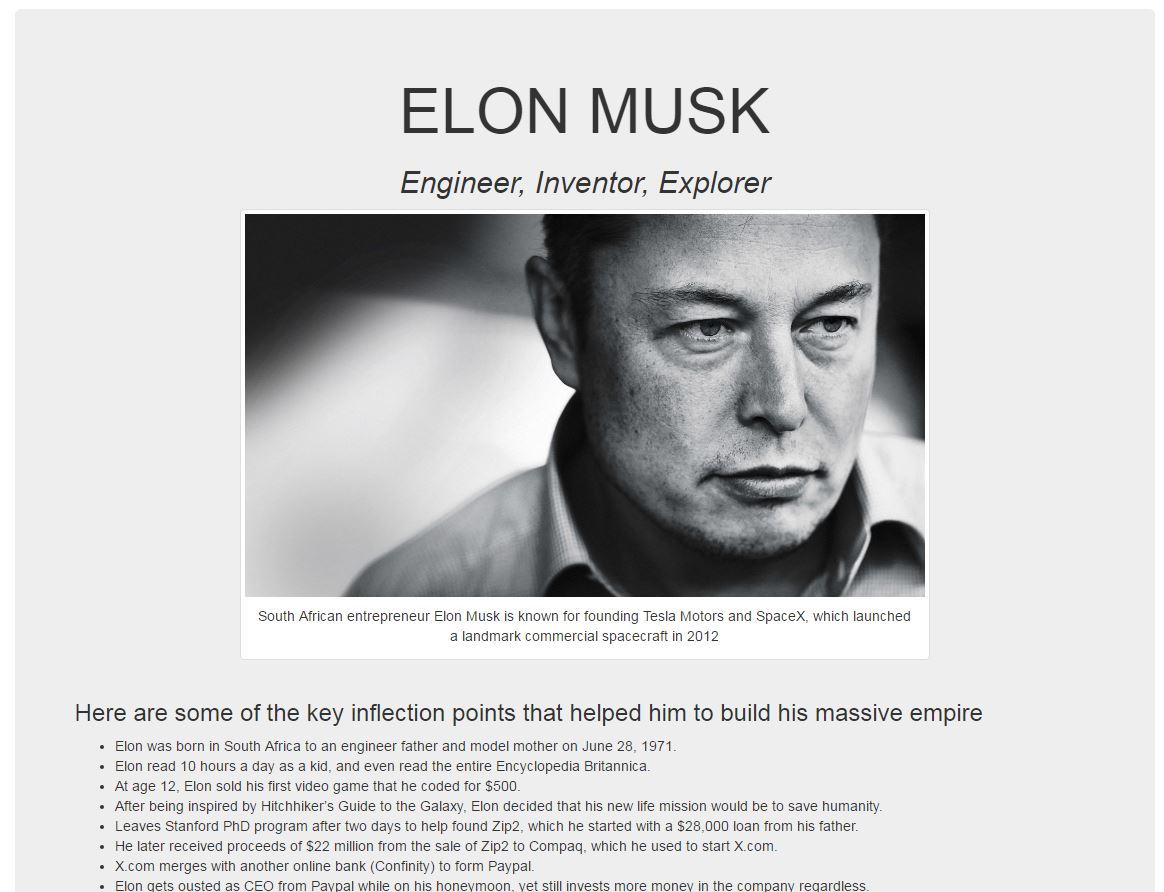 ELON MUSK
Engineer, Inventor, Explorer
South African entrepreneur Elon Musk is known for founding Tesla Motors and SpaceX, which launched
a landmark commercial spacecraft in 2012
Here are some of the key inflection points that helped him to build his massive empire
• Elon was born in South Africa to an engineer father and model mother on June 28, 1971.
• Elon read 10 hours a day as a kid, and even read the entire Encyclopedia Britannica.
• At age 12, Elon sold his first video game that he coded for $500.
• After being inspired by Hitchhiker’s Guide to the Galaxy, Elon decided that his new life mission would be to save humanity.
• Leaves Stanford PhD program after two days to help found Zip2, which he started with a $28,000 loan from his father.
• He later received proceeds of $22 million from the sale of Zip2 to Compaq, which he used to start X.com.
• X.com merges with another online bank (Confinity) to form Paypal.
• Elon gets ousted as CEO from Paypal while on his honeymoon, yet still invests more money in the company regardless.